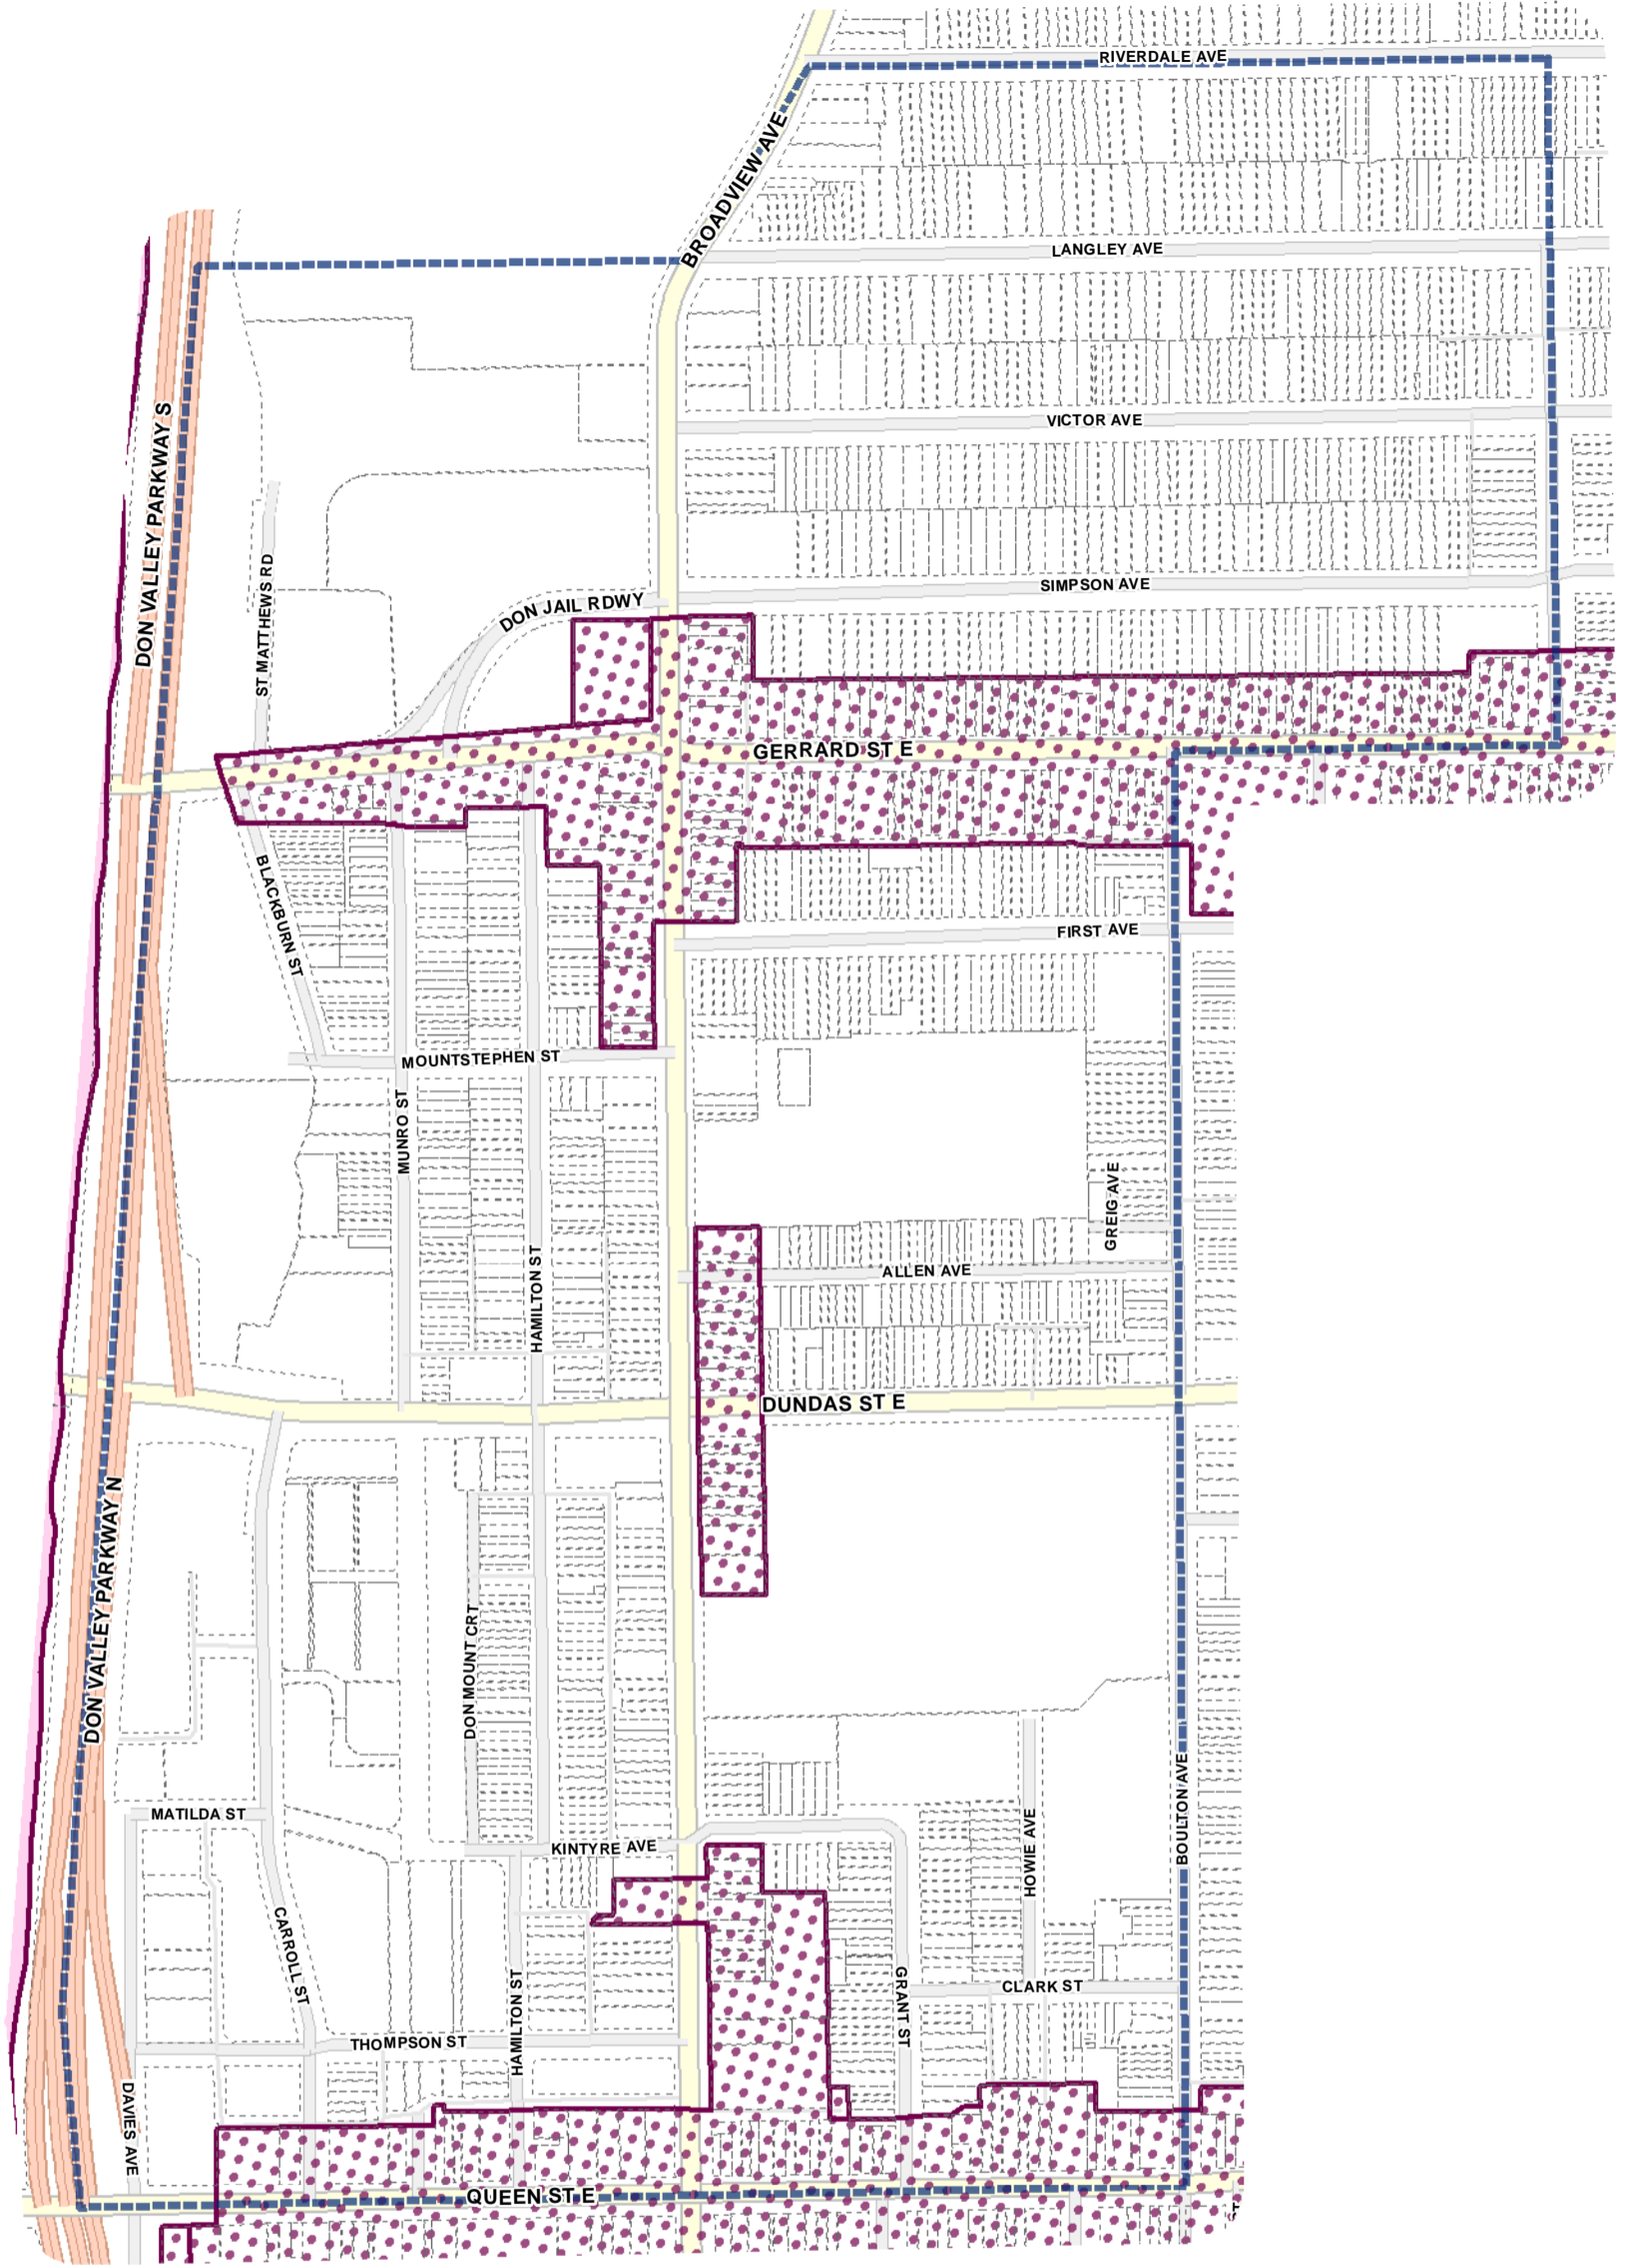 RIVERDALE AVE
BROADVIEW AVE
LANGLEY AVE
DON VALLEY PARKWAY S
VICTOR AVE
ST MATTHEWS RD
DON JAIL RDWY
SIMPSON AVE
GERRARD ST E
BLACKBURN ST
FIRST AVE
MOUNTSTEPHEN ST
MUNRO ST
GREIG AVE
HAMILTON ST
ALLEN AVE
DUNDAS ST E
DON VALLEY PARKWAY N
DON MOUNT CRT
BOULTON AVE
MATILDA ST
KINTYRE AVE
HOWIE AVE
CARROLL ST
HAMILTON ST
GRANT ST
CLARK ST
THOMPSON ST
DAVIES AVE
QUEEN ST E